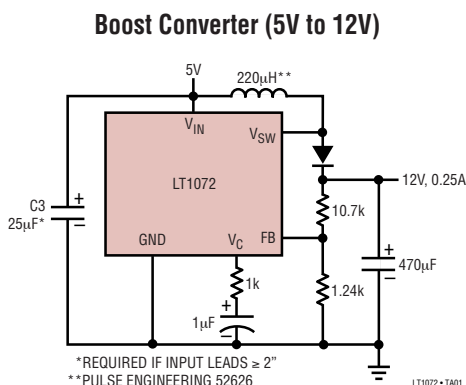 Boost Converter (5V to 12V)
5V
220µH**
VIN
VSW
LT1072
12V, 0.25A
C3
25µF*
+
–
10.7k
GND
VC
FB
+
–
470µF
1k
1.24k
1µF
+
–
*REQUIRED IF INPUT LEADS ≥ 2"
**PULSE ENGINEERING 52626
LT1072 • TA01